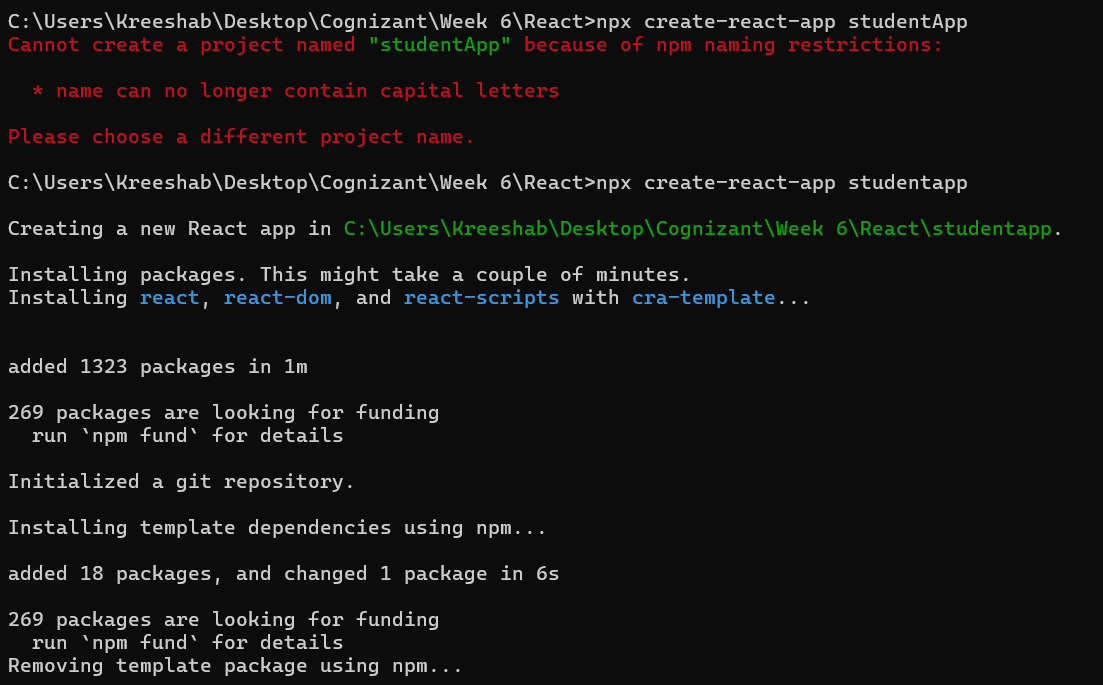 C:\Users\Kreeshab\Desktop\Cognizant\Week 6\React>npx create-react-app studentApp
Cannot create a project named "studentApp" because of npm naming restrictions:
* name can no longer contain capital letters
Please choose a different project name.
C:\Users\Kreeshab\Desktop\Cognizant\Week 6\React>npx create-react-app studentapp
Creating a new React app in C:\Users\Kreeshab\Desktop\Cognizant\Week 6\React\studentapp.
Installing packages. This might take a couple of minutes.
Installing react, react-dom, and react-scripts with cra-template...
added 1323 packages in 1m
269 packages are looking for funding
run `npm fund` for details
Initialized a git repository.
Installing template dependencies using npm...
added 18 packages, and changed 1 package in 6s
269 packages are looking for funding
run `npm fund` for details
Removing template package using npm...